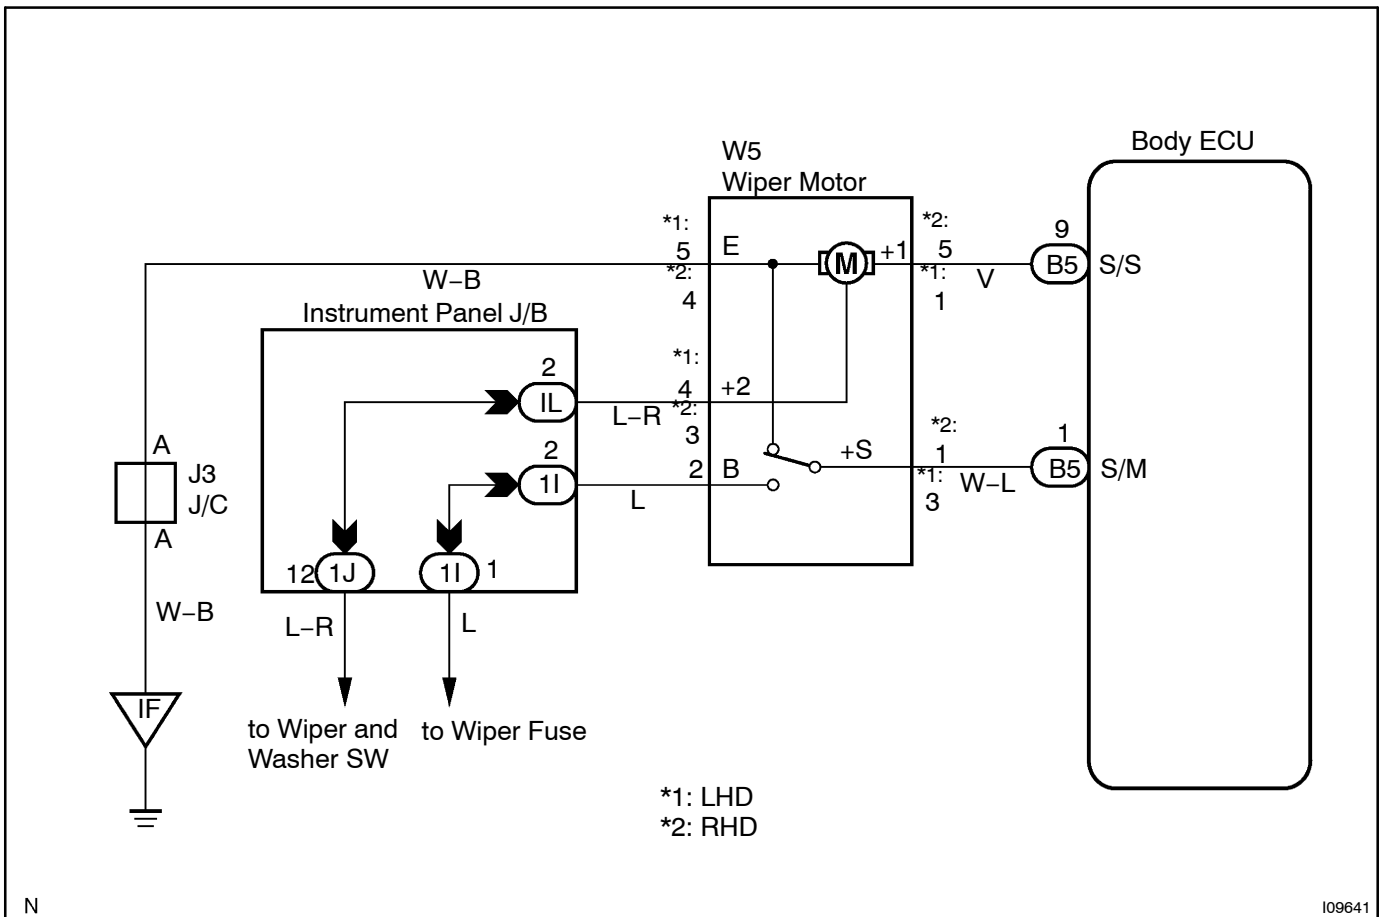 Body ECU
W5
Wiper Motor
*1:
5
*2:
4
E
M
+1
*2:
5
*1:
1
V
9
B5
S/S
W–B
Instrument Panel J/B
2
IL
L–R
*1:
4
*2:
3
+2
2
1I
L
2
B
+S
*2:
1
*1:
3
W–L
1
B5
S/M
A
J3
J/C
A
12
1J
1I
1
W–B
L–R
L
IF
to Wiper and
Washer SW
to Wiper Fuse
*1: LHD
*2: RHD
N
I09641